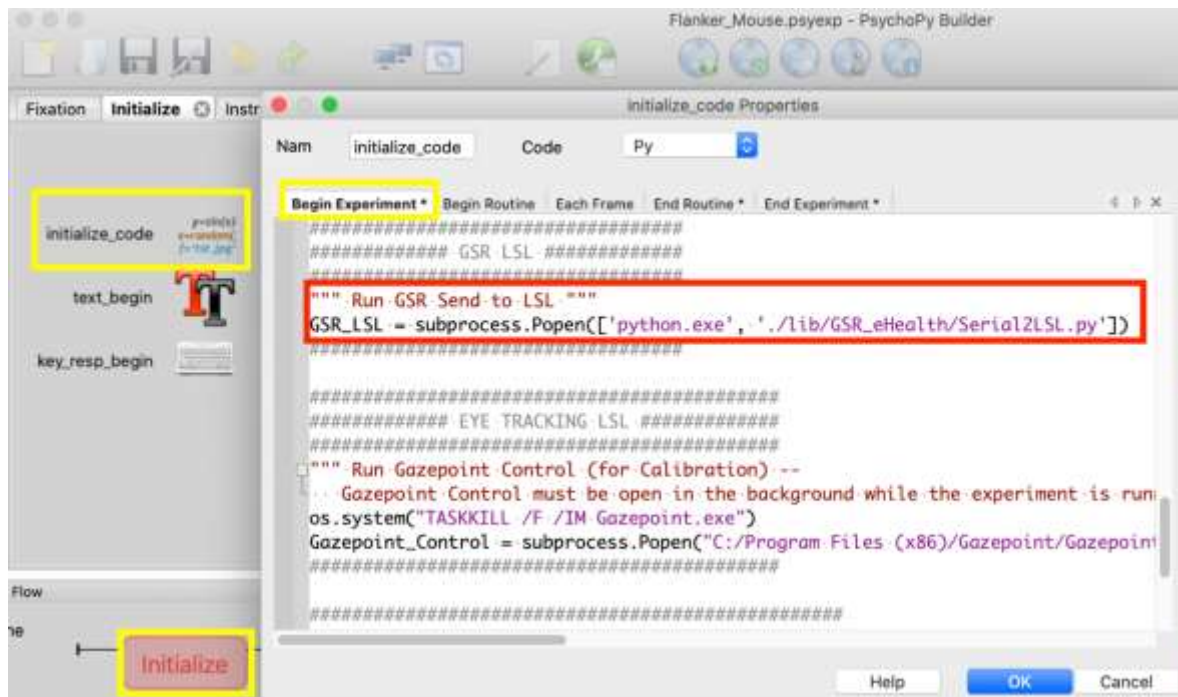 Flanker_Mouse.psyexp - PsychoPy Builder
Fixation Initialize Instr
initialize_code Properties
Nam initialize_code Code Py
Begin Experiment * Begin Routine Each Frame End Routine * End Experiment *
initialize_code
text_begin
key_resp_begin
###################################
############# GSR LSL #############
###################################
""" Run GSR Send to LSL """
GSR_LSL = subprocess.Popen(['python.exe', './lib/GSR_eHealth/Serial2LSL.py'])
###################################
############################################
############# EYE TRACKING LSL #############
############################################
""" Run Gazepoint Control (for Calibration) --
Gazepoint Control must be open in the background while the experiment is runn
os.system("TASKKILL /F /IM Gazepoint.exe")
Gazepoint_Control = subprocess.Popen("C:/Program Files (x86)/Gazepoint/Gazepoint
############################################
##################################################
Flow
ne
Initialize
Help OK Cancel